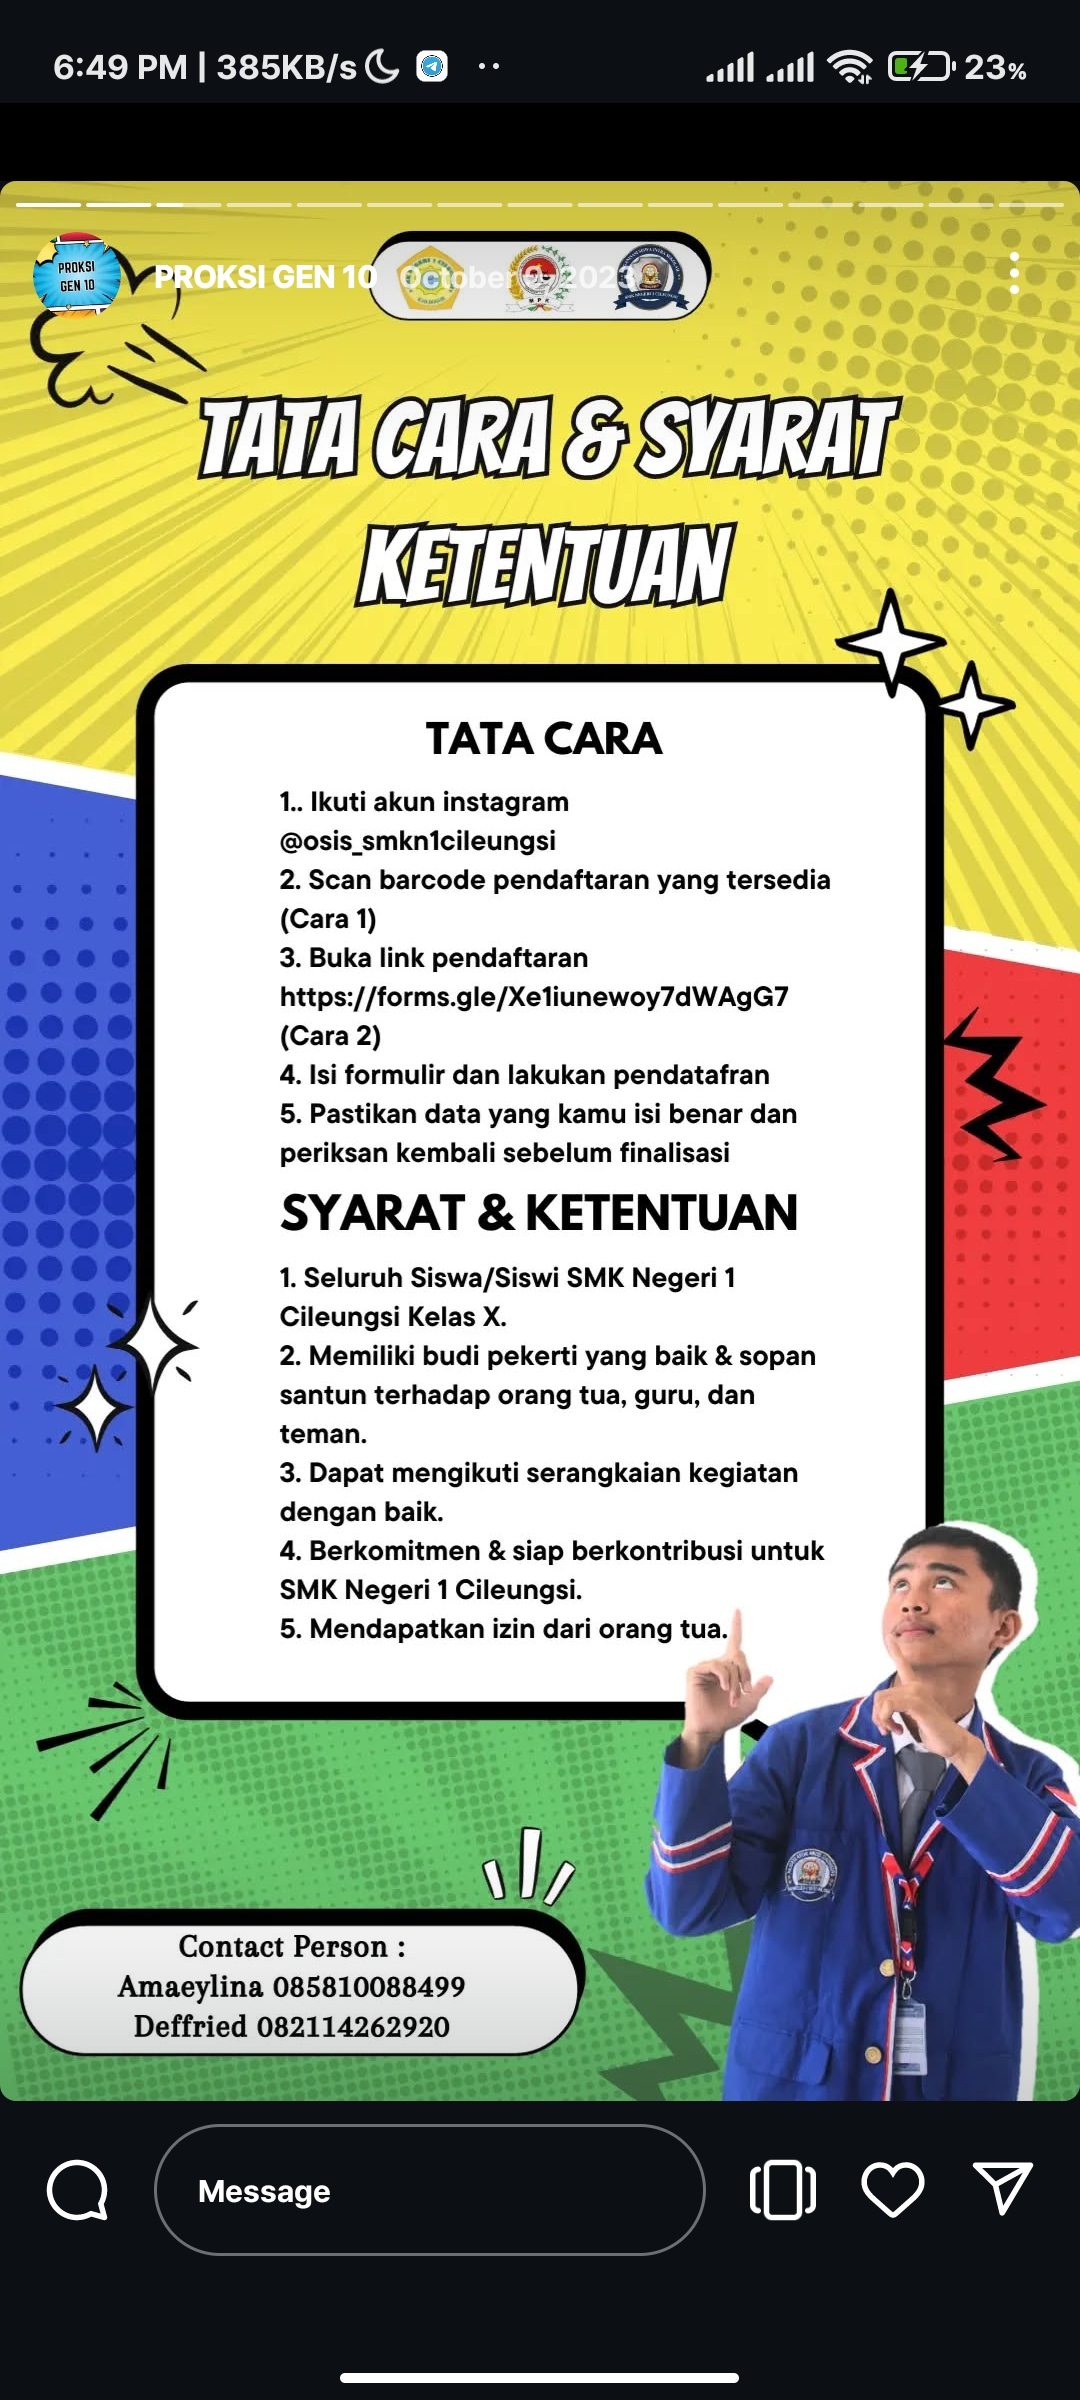 6:49 PM | 385KB/s
23%
PROKSI GEN 10
PROKSI GEN 10 October 9, 2023
MPK
TATA CARA & SYARAT
KETENTUAN
TATA CARA
1.. Ikuti akun instagram
@osis_smkn1cileungsi
2. Scan barcode pendaftaran yang tersedia
(Cara 1)
3. Buka link pendaftaran
https://forms.gle/Xe1iunewoy7dWAgG7
(Cara 2)
4. Isi formulir dan lakukan pendatafran
5. Pastikan data yang kamu isi benar dan
periksan kembali sebelum finalisasi
SYARAT & KETENTUAN
1. Seluruh Siswa/Siswi SMK Negeri 1
Cileungsi Kelas X.
2. Memiliki budi pekerti yang baik & sopan
santun terhadap orang tua, guru, dan
teman.
3. Dapat mengikuti serangkaian kegiatan
dengan baik.
4. Berkomitmen & siap berkontribusi untuk
SMK Negeri 1 Cileungsi.
5. Mendapatkan izin dari orang tua.
Contact Person :
Amaeylina 085810088499
Deffried 082114262920
Message